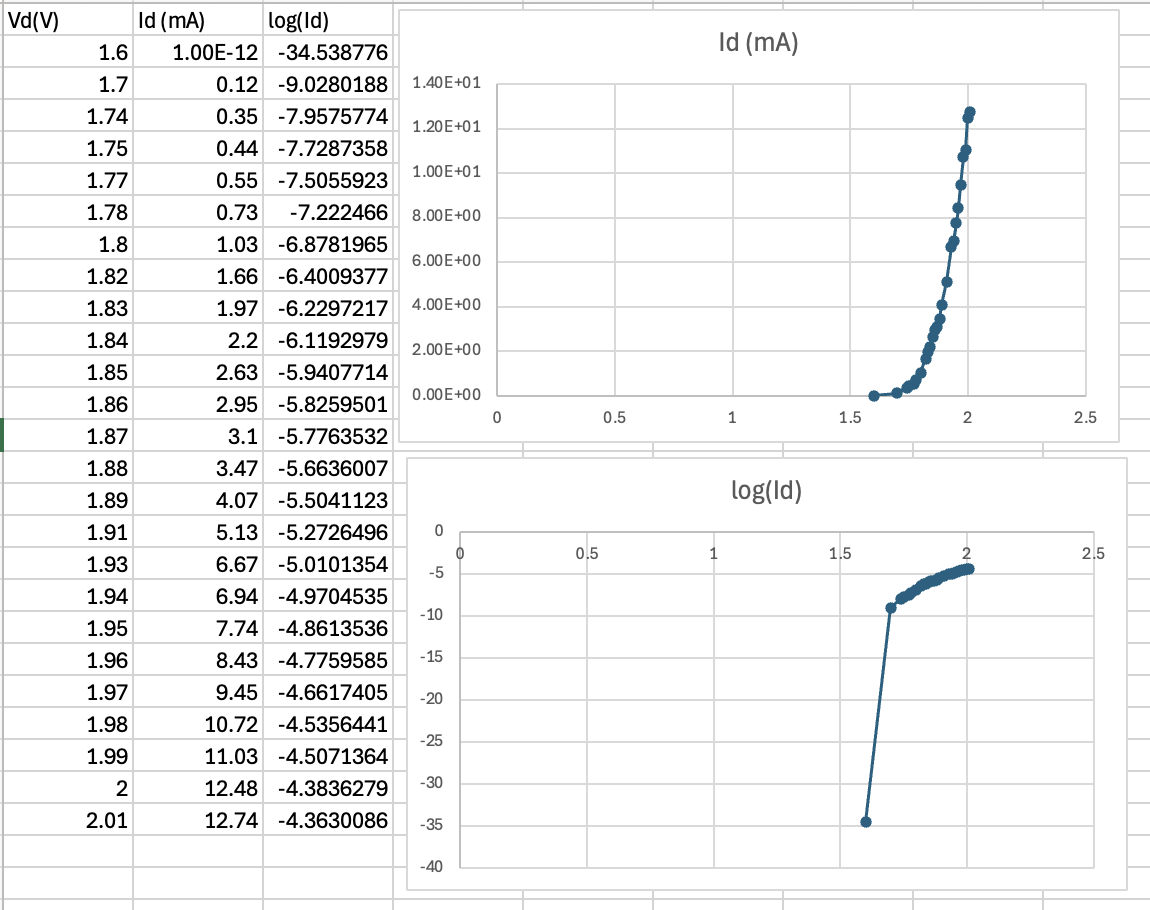 Vd(V) Id (mA) log(Id)
1.6 1.00E-12 -34.538776
1.7 0.12 -9.0280188
1.74 0.35 -7.9575774
1.75 0.44 -7.7287358
1.77 0.55 -7.5055923
1.78 0.73 -7.222466
1.8 1.03 -6.8781965
1.82 1.66 -6.4009377
1.83 1.97 -6.2297217
1.84 2.2 -6.1192979
1.85 2.63 -5.9407714
1.86 2.95 -5.8259501
1.87 3.1 -5.7763532
1.88 3.47 -5.6636007
1.89 4.07 -5.5041123
1.91 5.13 -5.2726496
1.93 6.67 -5.0101354
1.94 6.94 -4.9704535
1.95 7.74 -4.8613536
1.96 8.43 -4.7759585
1.97 9.45 -4.6617405
1.98 10.72 -4.5356441
1.99 11.03 -4.5071364
2 12.48 -4.3836279
2.01 12.74 -4.3630086
Id (mA)
1.40E+01
1.20E+01
1.00E+01
8.00E+00
6.00E+00
4.00E+00
2.00E+00
0.00E+00
0 0.5 1 1.5 2 2.5
log(Id)
0
0 0.5 1 1.5 2 2.5
-5
-10
-15
-20
-25
-30
-35
-40